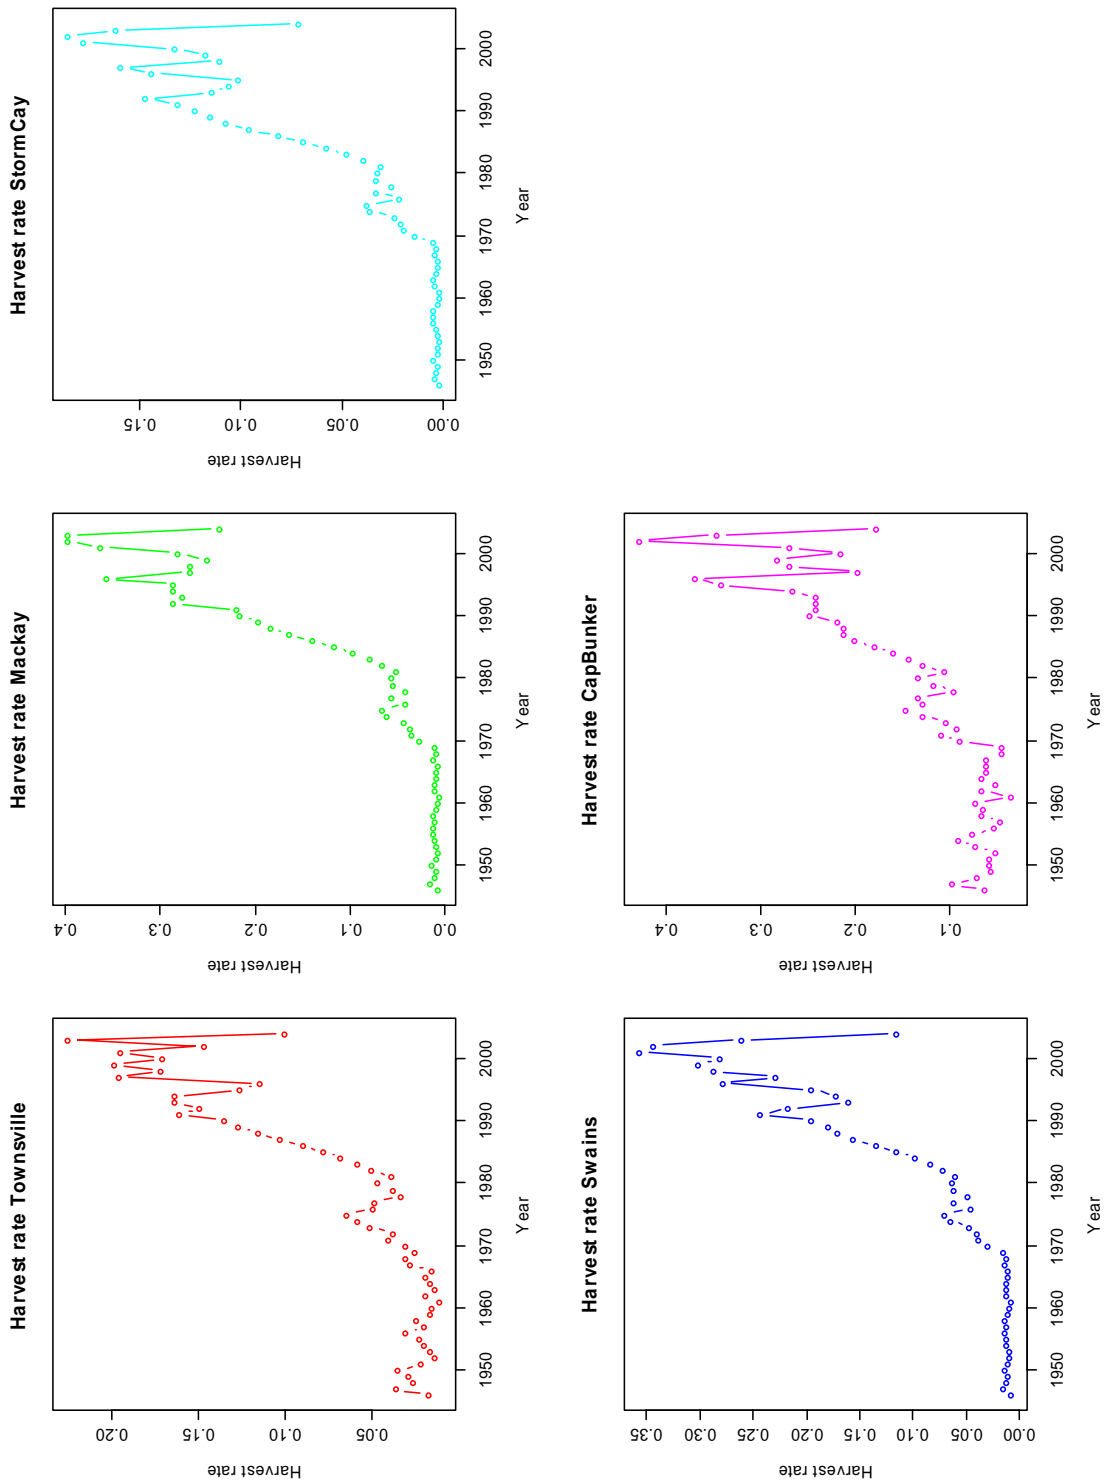 Harvest rate Townsville
Harvest rate
0.20
0.15
0.10
0.05
1950 1960 1970 1980 1990 2000
Year
Harvest rate Mackay
Harvest rate
0.4
0.3
0.2
0.1
0.0
1950 1960 1970 1980 1990 2000
Year
Harvest rate StormCay
Harvest rate
0.15
0.10
0.05
0.00
1950 1960 1970 1980 1990 2000
Year
Harvest rate Swains
Harvest rate
0.35
0.30
0.25
0.20
0.15
0.10
0.05
0.00
1950 1960 1970 1980 1990 2000
Year
Harvest rate CapBunker
Harvest rate
0.4
0.3
0.2
0.1
1950 1960 1970 1980 1990 2000
Year